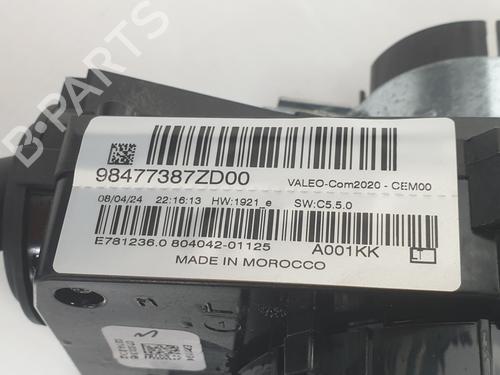 B-PARTS
98477387ZD00
VALEO-Com2020 - CEM00
08/04/24 22:16:13 HW:1921_e SW:C5.5.0
E781236.0 804042-01125 A001KK LT
MADE IN MOROCCO